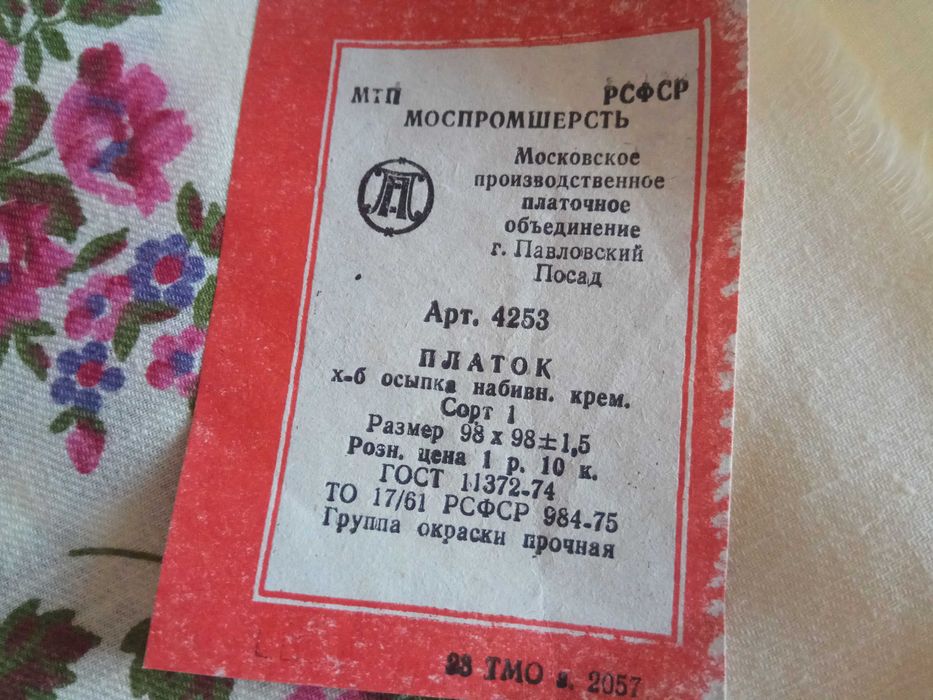 МТП РСФСР
МОСПРОМШЕРСТЬ
Московское
производственное
платочное
объединение
г. Павловский
Посад
Арт. 4253
ПЛАТОК
х-б осыпка набивн. крем.
Сорт 1
Размер 98 х 98±1,5
Розн. цена 1 р. 10 к.
ГОСТ 11372-74
ТО 17/61 РСФСР 984-75
Группа окраски прочная
23 ТМО з. 2057